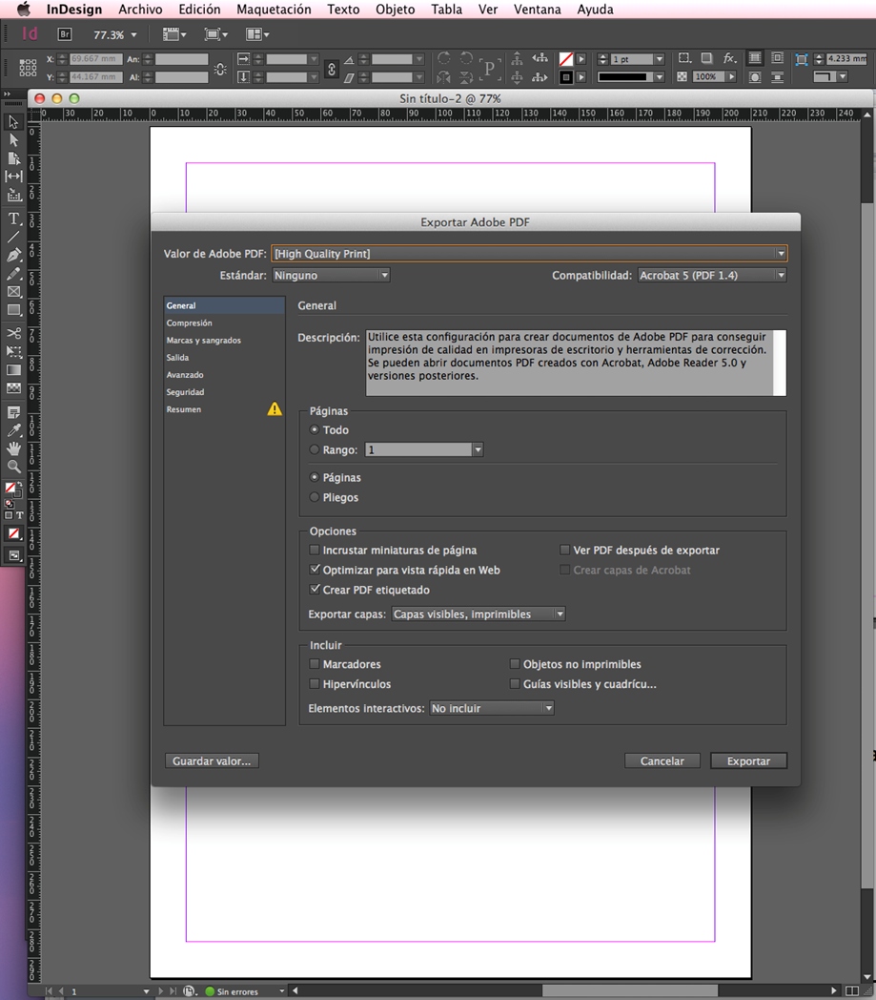 InDesign Archivo Edición Maquetación Texto Objeto Tabla Ver Ventana Ayuda
Id Br 77.3%
X: 69.667 mm An: 1 pt fx. 4.233 mm
Y: 44.167 mm Al: P 100%
Sin título-2 @ 77%
0 30 20 10 0 10 20 30 40 50 60 70 80 90 100 110 120 130 140 150 160 170 180 190 200 210 220 230 240
Exportar Adobe PDF
Valor de Adobe PDF: [High Quality Print]
Estándar: Ninguno Compatibilidad: Acrobat 5 (PDF 1.4)
General
Compresión
Marcas y sangrados
Salida
Avanzado
Seguridad
Resumen
General
Descripción: Utilice esta configuración para crear documentos de Adobe PDF para conseguir
impresión de calidad en impresoras de escritorio y herramientas de corrección.
Se pueden abrir documentos PDF creados con Acrobat, Adobe Reader 5.0 y
versiones posteriores.
Páginas
Todo
Rango: 1
Páginas
Pliegos
Opciones
Incrustar miniaturas de página Ver PDF después de exportar
Optimizar para vista rápida en Web Crear capas de Acrobat
Crear PDF etiquetado
Exportar capas: Capas visibles, imprimibles
Incluir
Marcadores Objetos no imprimibles
Hipervínculos Guías visibles y cuadrícu...
Elementos interactivos: No incluir
Guardar valor... Cancelar Exportar
1 Sin errores